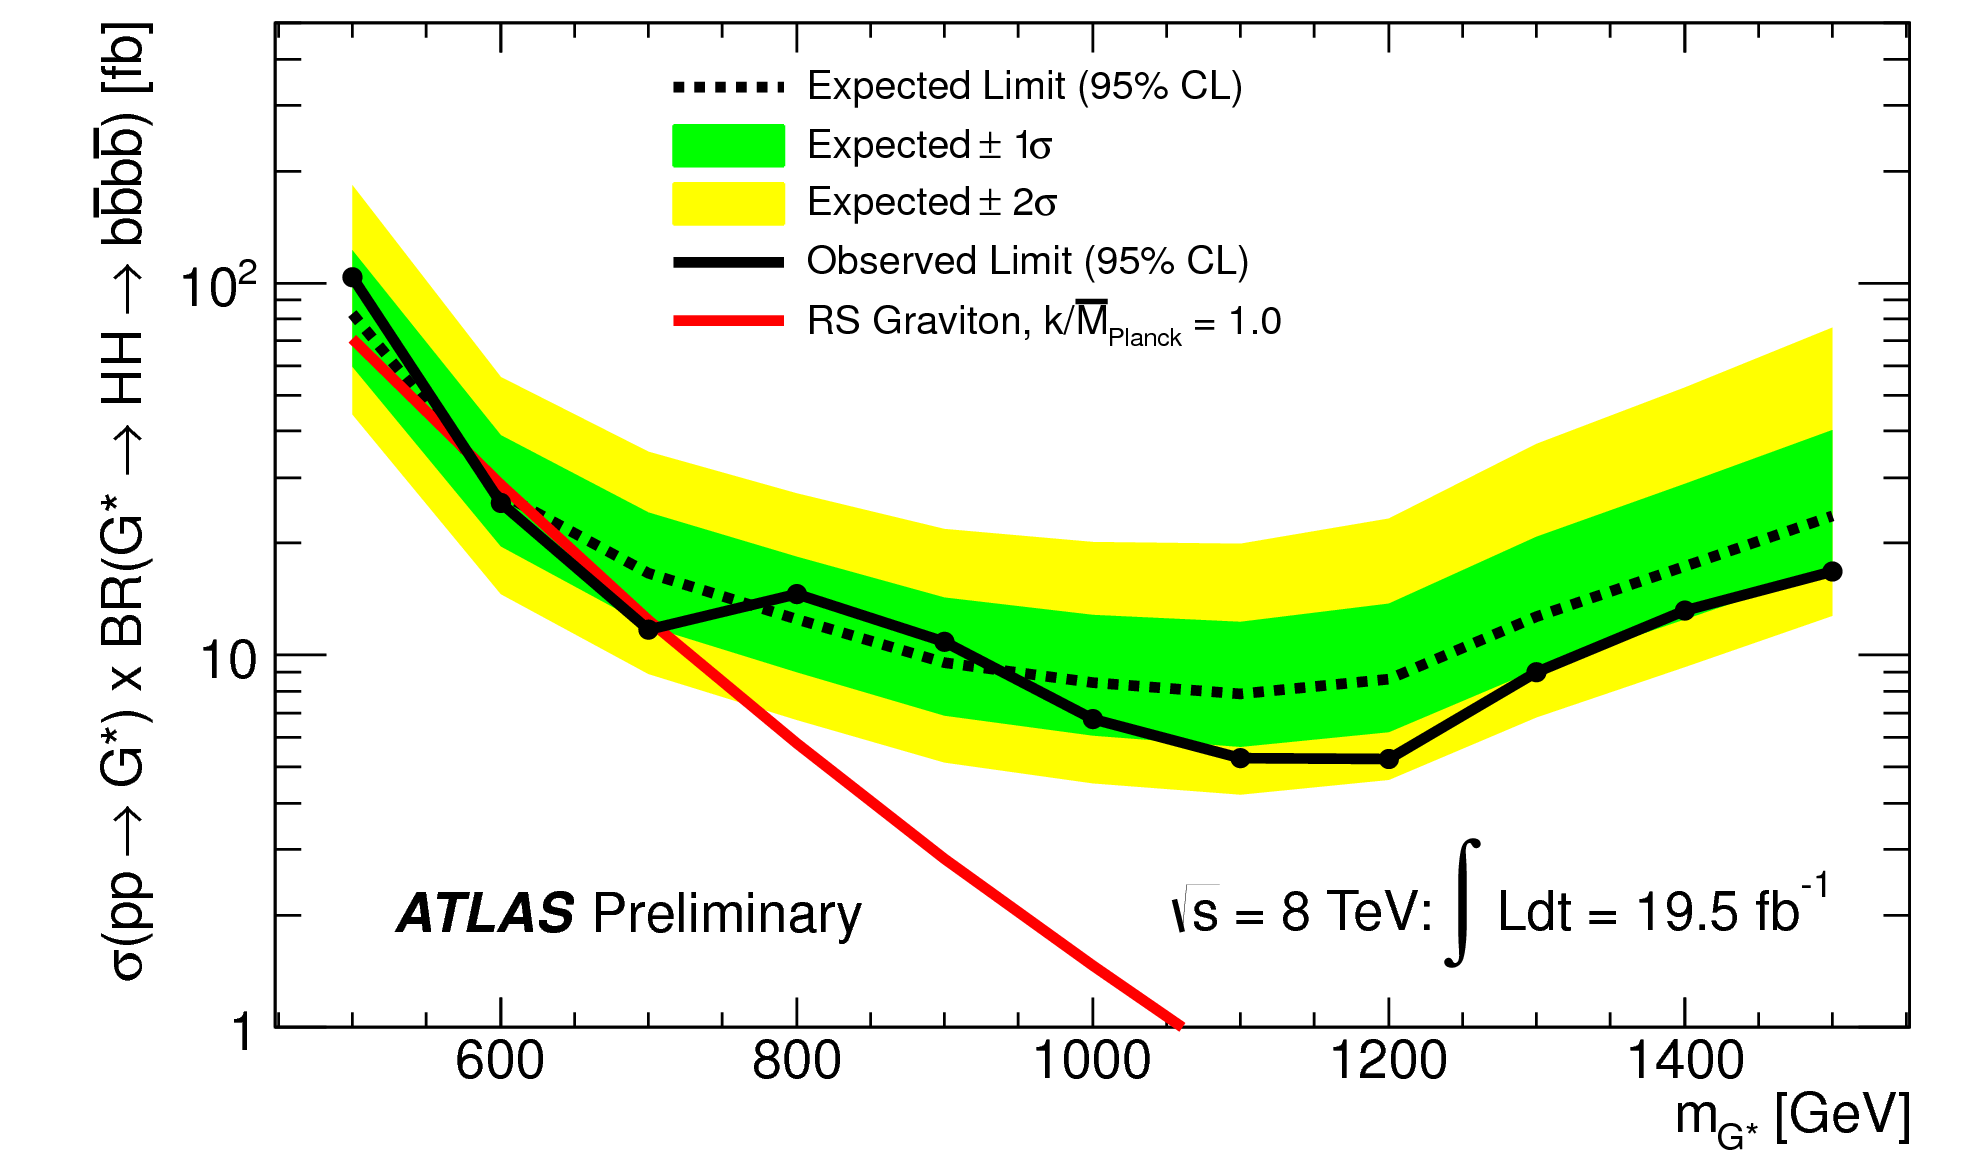 σ(pp → G*) x BR(G* → HH → bb̅bb̅) [fb]
Expected Limit (95% CL)
Expected ± 1σ
Expected ± 2σ
Observed Limit (95% CL)
RS Graviton, k/M̅Planck = 1.0
10²
10
1
ATLAS Preliminary
√s = 8 TeV: ∫ Ldt = 19.5 fb⁻¹
600 800 1000 1200 1400
mG* [GeV]